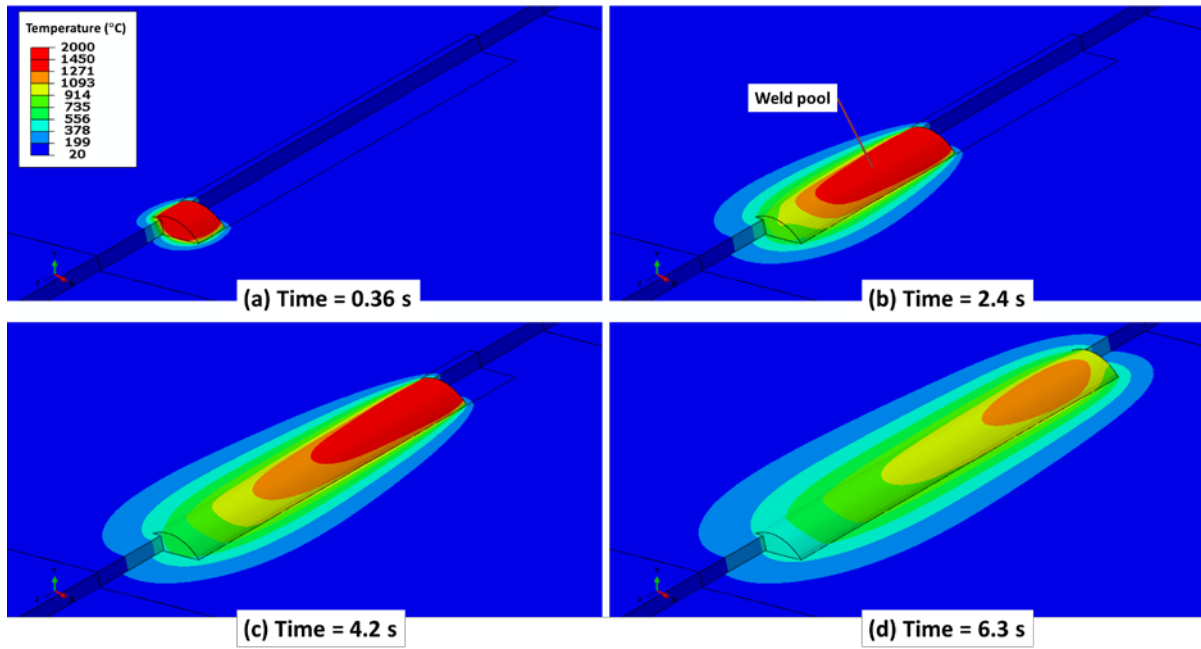 Temperature (°C)
2000
1450
1271
1093
914
735
556
378
199
20
(a) Time = 0.36 s
Weld pool
(b) Time = 2.4 s
(c) Time = 4.2 s
(d) Time = 6.3 s